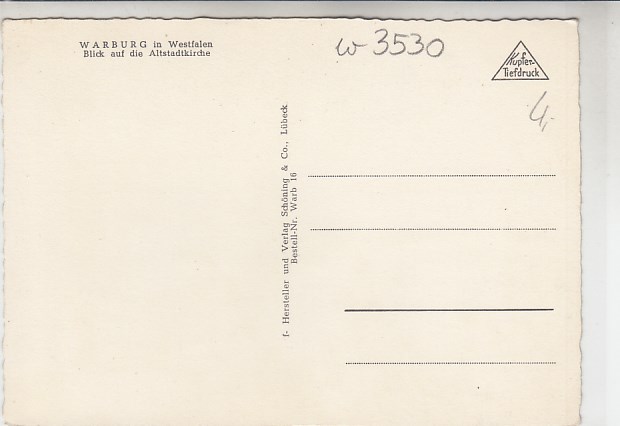 WARBURG in Westfalen
Blick auf die Altstadtkirche
w 3530
Kupfer-
Tiefdruck
4,-
f- Hersteller und Verlag Schöning & Co., Lübeck
Bestell-Nr. Warb 16